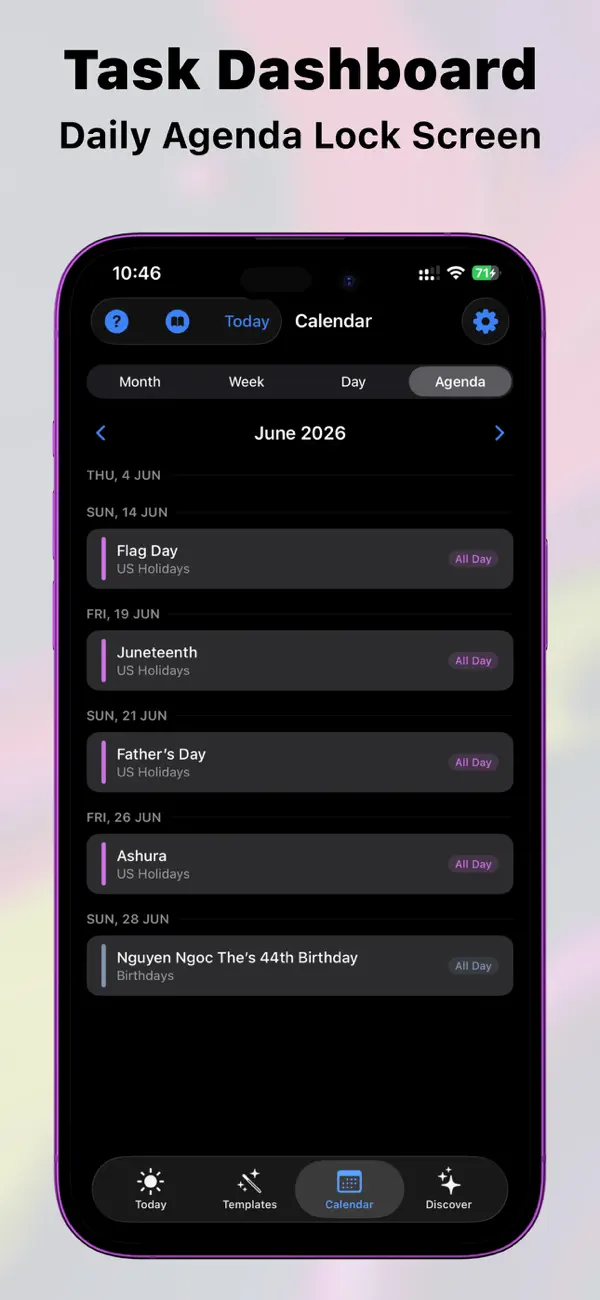 Task Dashboard
Daily Agenda Lock Screen
10:46
71
?
Today
Calendar
Month
Week
Day
Agenda
June 2026
THU, 4 JUN
SUN, 14 JUN
Flag Day
US Holidays
All Day
FRI, 19 JUN
Juneteenth
US Holidays
All Day
SUN, 21 JUN
Father's Day
US Holidays
All Day
FRI, 26 JUN
Ashura
US Holidays
All Day
SUN, 28 JUN
Nguyen Ngoc The's 44th Birthday
Birthdays
All Day
Today
Templates
Calendar
Discover